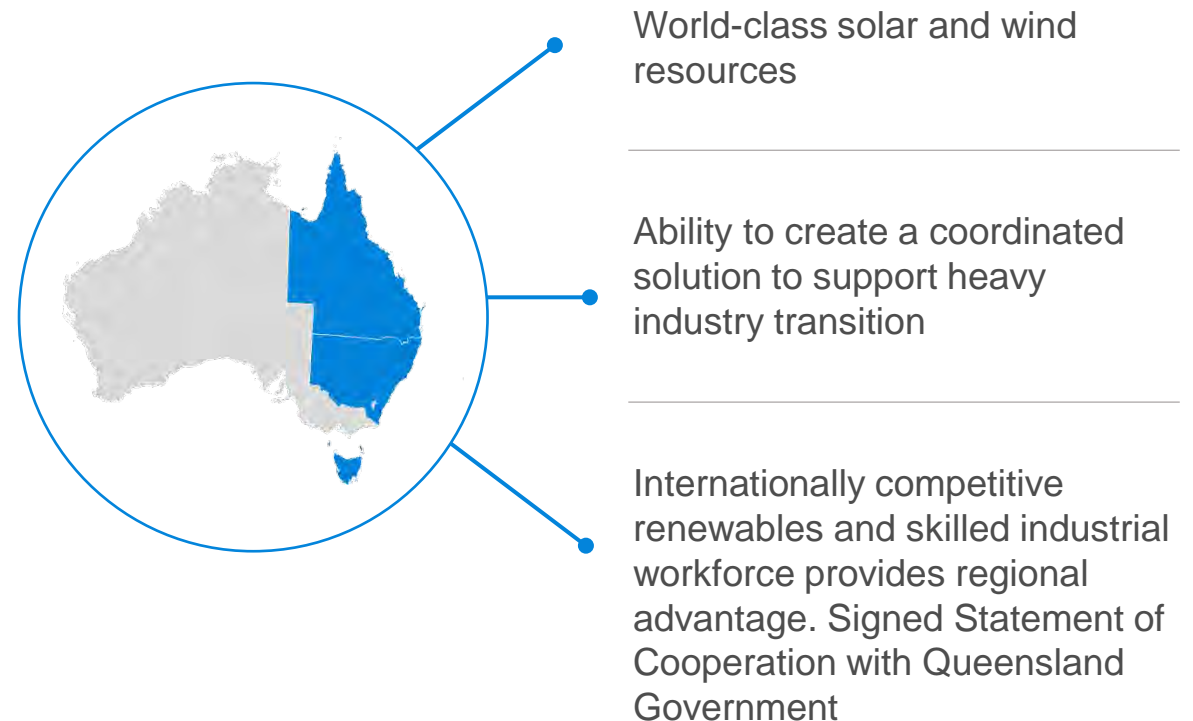 World-class solar and wind
resources
Ability to create a coordinated
solution to support heavy
industry transition
Internationally competitive
renewables and skilled industrial
workforce provides regional
advantage. Signed Statement of
Cooperation with Queensland
Government